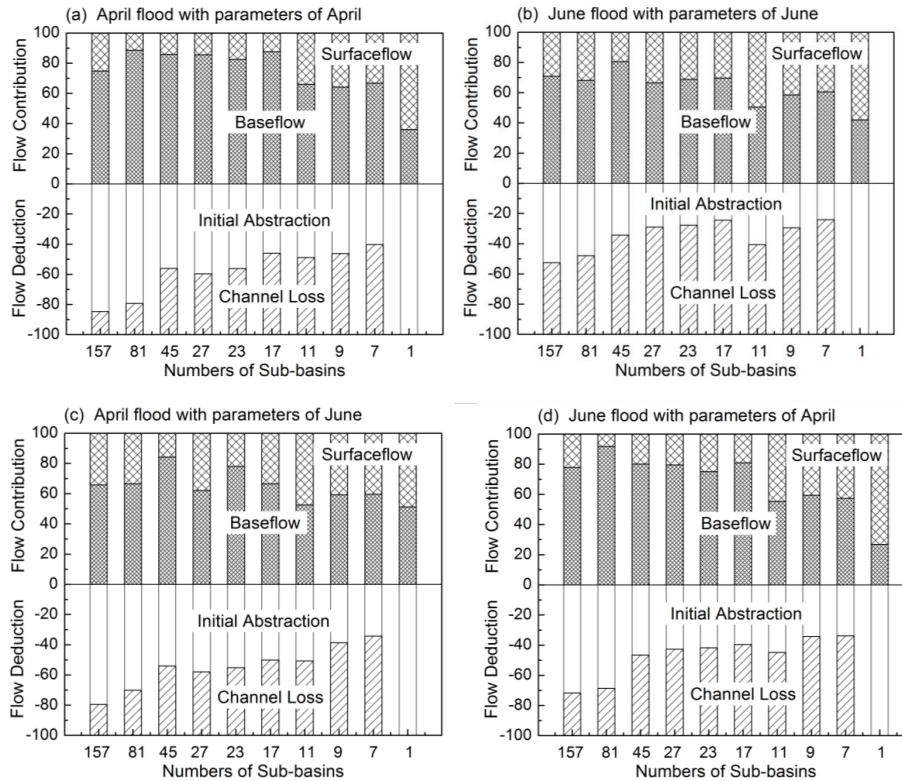 (a) April flood with parameters of April
Flow Contribution
100
80
60
40
20
0
Surfaceflow
Baseflow
Flow Deduction
-20
-40
-60
-80
-100
Initial Abstraction
Channel Loss
157 81 45 27 23 17 11 9 7 1
Numbers of Sub-basins
(b) June flood with parameters of June
Flow Contribution
100
80
60
40
20
0
Surfaceflow
Baseflow
Flow Deduction
-20
-40
-60
-80
-100
Initial Abstraction
Channel Loss
157 81 45 27 23 17 11 9 7 1
Numbers of Sub-basins
(c) April flood with parameters of June
Flow Contribution
100
80
60
40
20
0
Surfaceflow
Baseflow
Flow Deduction
-20
-40
-60
-80
-100
Initial Abstraction
Channel Loss
157 81 45 27 23 17 11 9 7 1
Numbers of Sub-basins
(d) June flood with parameters of April
Flow Contribution
100
80
60
40
20
0
Surfaceflow
Baseflow
Flow Deduction
-20
-40
-60
-80
-100
Initial Abstraction
Channel Loss
157 81 45 27 23 17 11 9 7 1
Numbers of Sub-basins